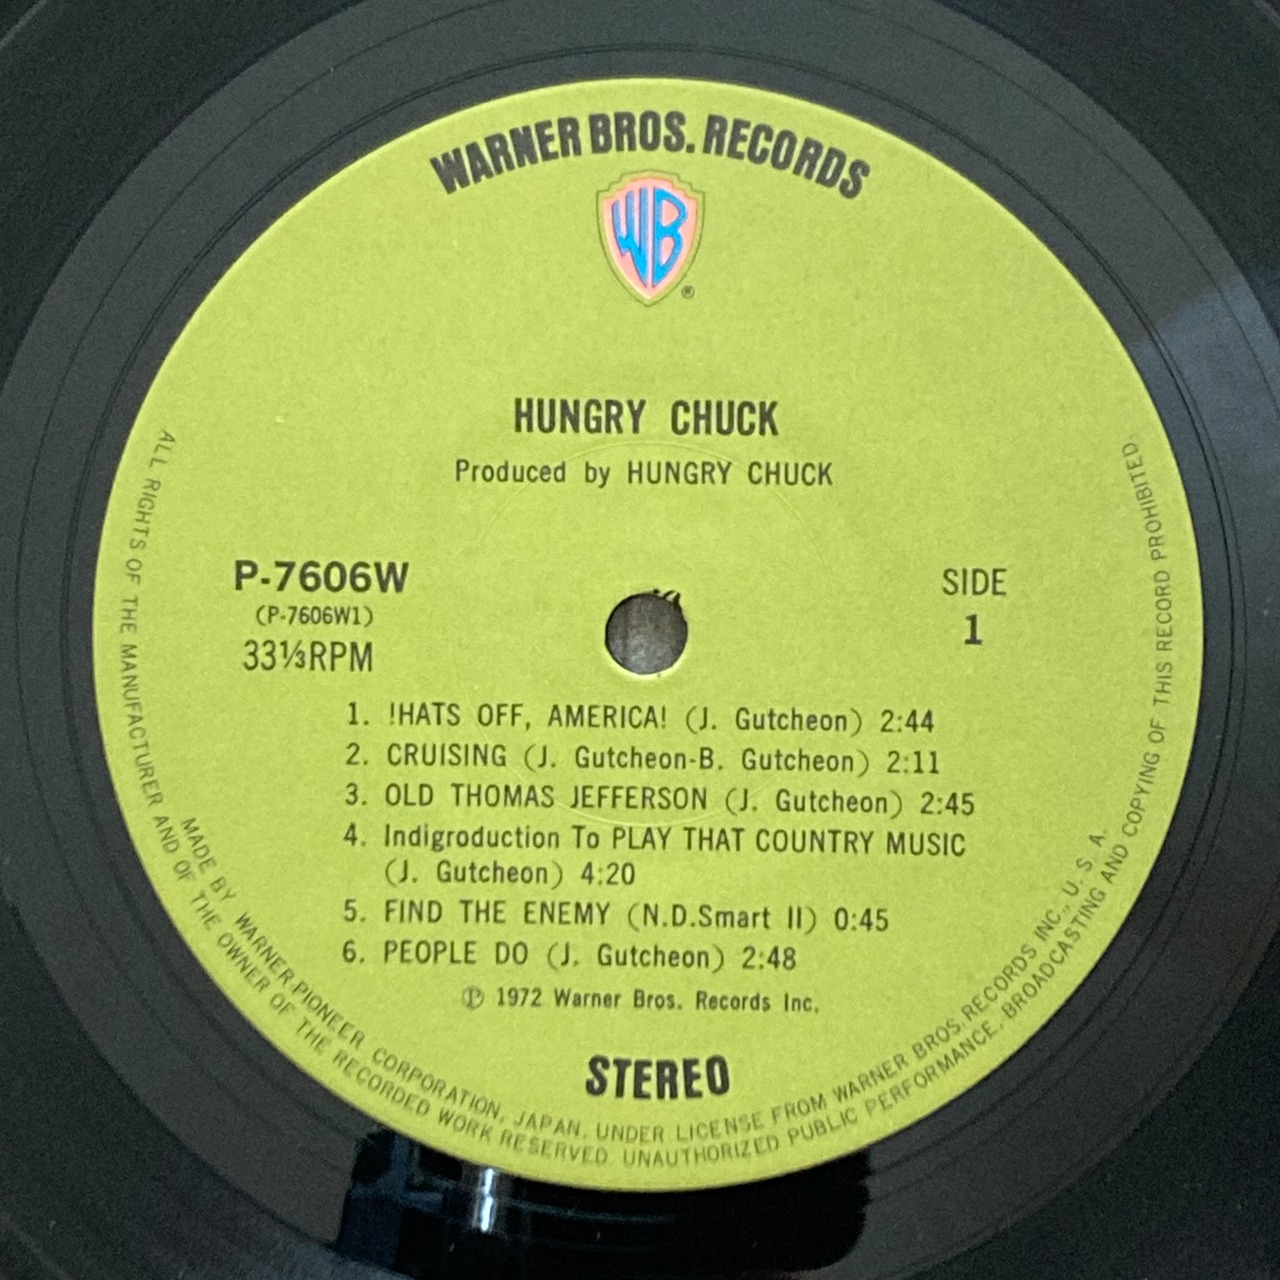 WARNER BROS. RECORDS
WB
®
HUNGRY CHUCK
Produced by HUNGRY CHUCK
P-7606W
(P-7606W1)
33⅓RPM
SIDE
1
1. !HATS OFF, AMERICA! (J. Gutcheon) 2:44
2. CRUISING (J. Gutcheon-B. Gutcheon) 2:11
3. OLD THOMAS JEFFERSON (J. Gutcheon) 2:45
4. Indigroduction To PLAY THAT COUNTRY MUSIC
(J. Gutcheon) 4:20
5. FIND THE ENEMY (N.D.Smart II) 0:45
6. PEOPLE DO (J. Gutcheon) 2:48
℗ 1972 Warner Bros. Records Inc.
STEREO
MADE BY WARNER-PIONEER CORPORATION, JAPAN, UNDER LICENSE FROM WARNER BROS. RECORDS INC., U. S. A.
ALL RIGHTS OF THE MANUFACTURER AND OF THE OWNER OF THE RECORDED WORK RESERVED. UNAUTHORIZED PUBLIC PERFORMANCE, BROADCASTING AND COPYING OF THIS RECORD PROHIBITED.